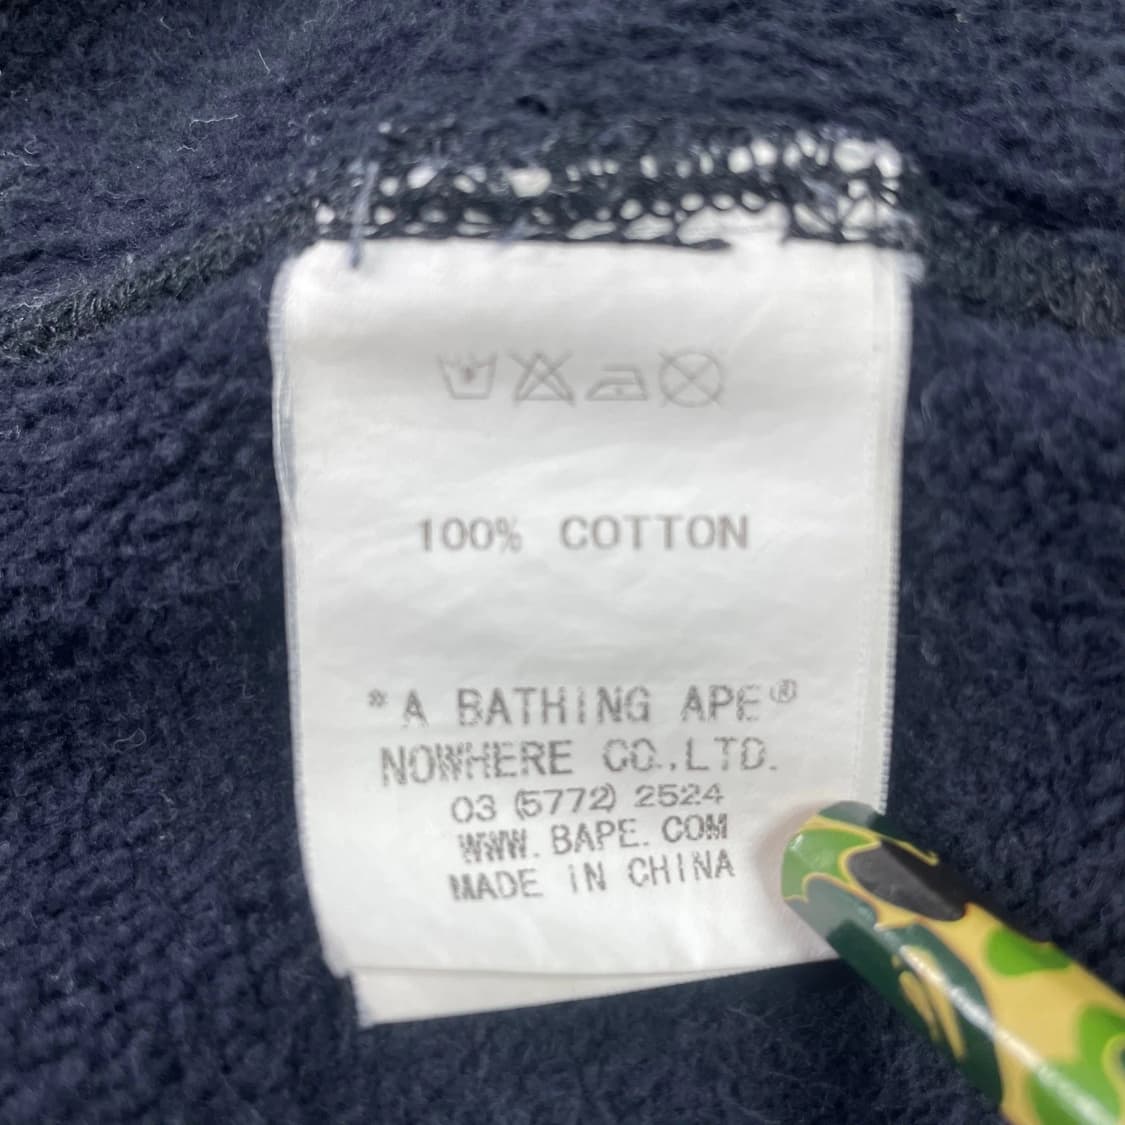 100% COTTON
*A BATHING APE®
NOWHERE CO.,LTD.
03 (5772) 2524
WWW. BAPE. COM
MADE IN CHINA